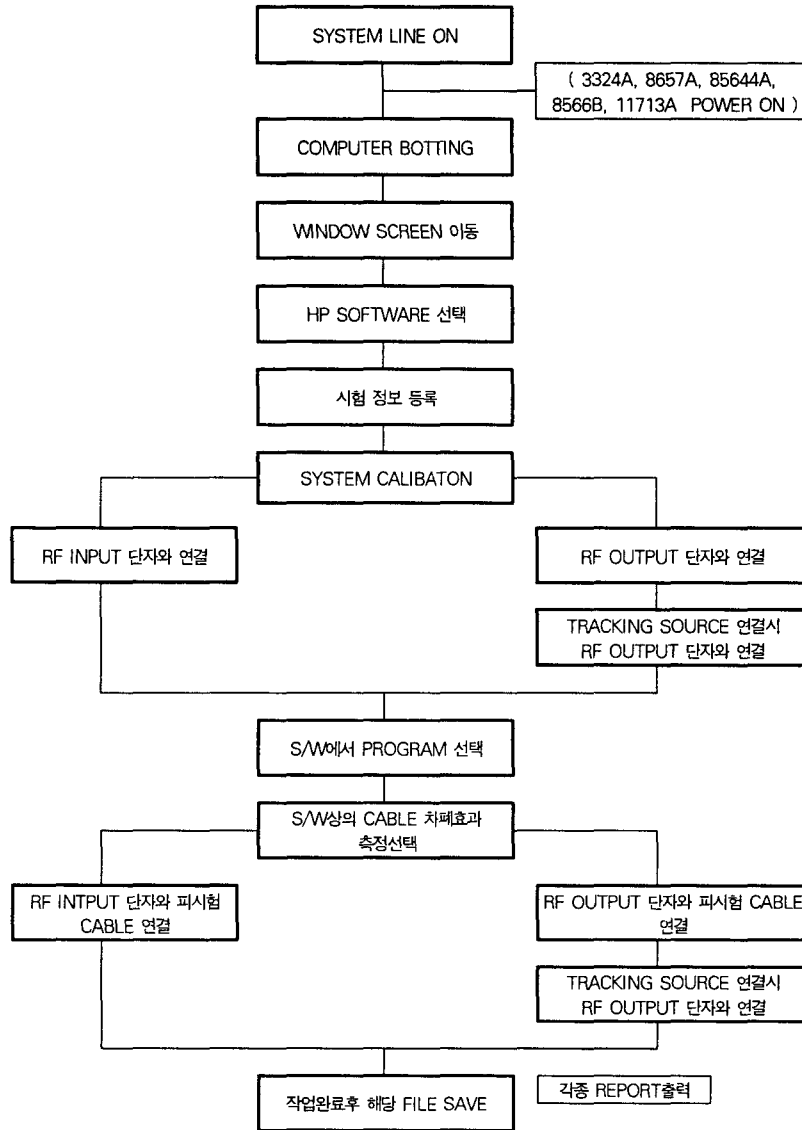 SYSTEM LINE ON
( 3324A, 8657A, 85644A,
8566B, 11713A POWER ON )
COMPUTER BOTTING
WINDOW SCREEN 이동
HP SOFTWARE 선택
시험 정보 등록
SYSTEM CALIBATON
RF INPUT 단자와 연결
RF OUTPUT 단자와 연결
TRACKING SOURCE 연결시
RF OUTPUT 단자와 연결
S/W에서 PROGRAM 선택
S/W상의 CABLE 차폐효과
측정선택
RF INTPUT 단자와 피시험
CABLE 연결
RF OUTPUT 단자와 피시험 CABLE
연결
TRACKING SOURCE 연결시
RF OUTPUT 단자와 연결
작업완료후 해당 FILE SAVE
각종 REPORT출력